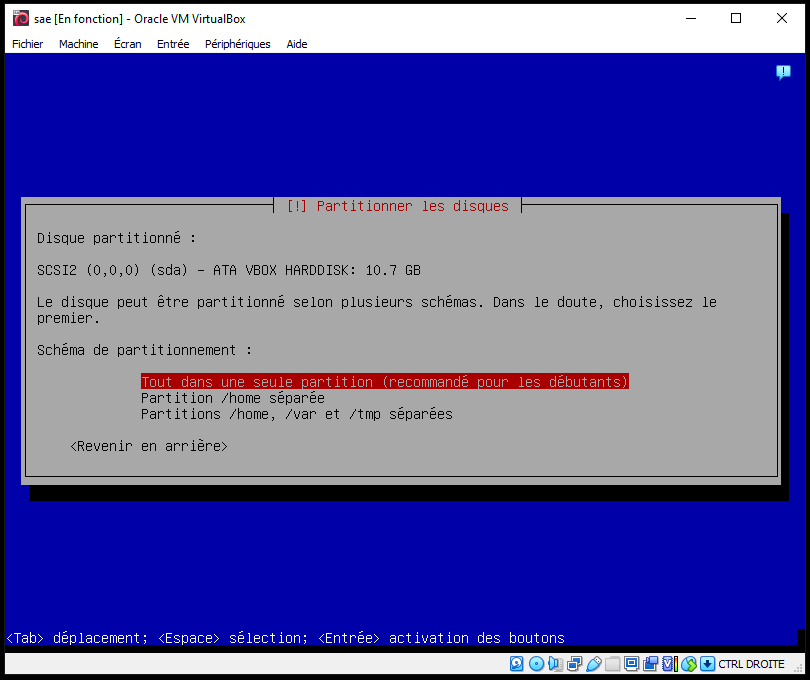 sae [En fonction] - Oracle VM VirtualBox
Fichier Machine Écran Entrée Périphériques Aide
[!] Partitionner les disques
Disque partitionné :
SCSI2 (0,0,0) (sda) - ATA VBOX HARDDISK: 10.7 GB
Le disque peut être partitionné selon plusieurs schémas. Dans le doute, choisissez le
premier.
Schéma de partitionnement :
Tout dans une seule partition (recommandé pour les débutants)
Partition /home séparée
Partitions /home, /var et /tmp séparées
<Revenir en arrière>
<Tab> déplacement; <Espace> sélection; <Entrée> activation des boutons
CTRL DROITE